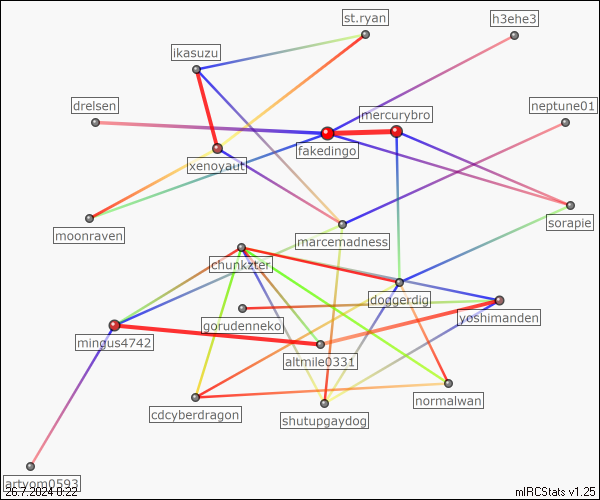 st.ryan
h3ehe3
ikasuzu
drelsen
mercurybro
neptune01
fakedingo
xenoyaut
moonraven
marcemadness
sorapie
chunkzter
doggerdig
gorudenneko
yoshimanden
mingus4742
altmile0331
cdcyberdragon
shutupgaydog
normalwan
artyom0593
26.7.2024 0:22
mIRCStats v1.25